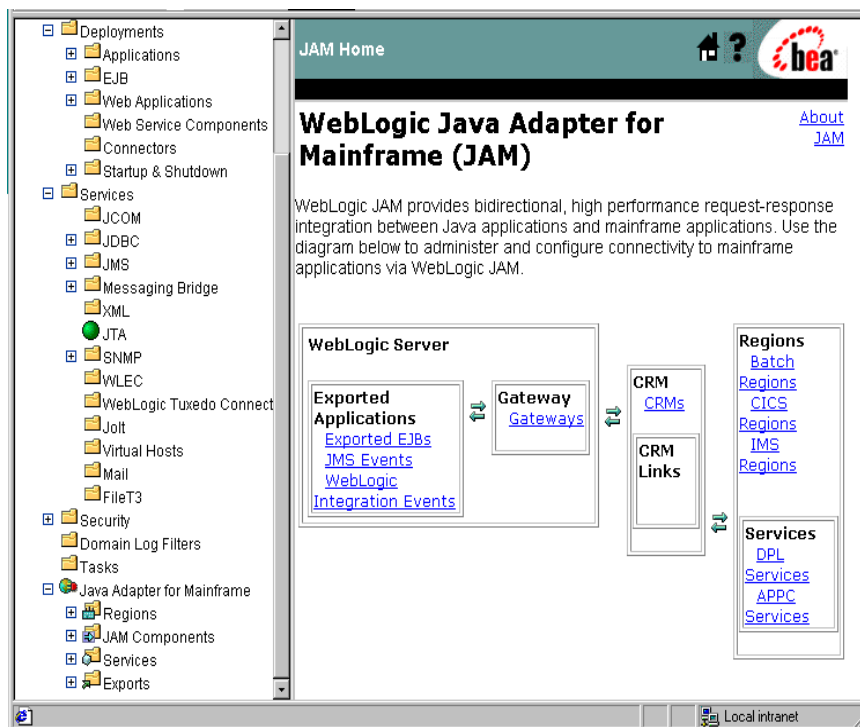 Deployments
Applications
EJB
Web Applications
Web Service Components
Connectors
Startup & Shutdown
Services
JCOM
JDBC
JMS
Messaging Bridge
XML
JTA
SNMP
WLEC
WebLogic Tuxedo Connect
Jolt
Virtual Hosts
Mail
FileT3
Security
Domain Log Filters
Tasks
Java Adapter for Mainframe
Regions
JAM Components
Services
Exports
JAM Home
?
bea
WebLogic Java Adapter for
Mainframe (JAM)
About
JAM
WebLogic JAM provides bidirectional, high performance request-response
integration between Java applications and mainframe applications. Use the
diagram below to administer and configure connectivity to mainframe
applications via WebLogic JAM.
WebLogic Server
Exported
Applications
Exported EJBs
JMS Events
WebLogic
Integration Events
Gateway
Gateways
CRM
CRMs
CRM
Links
Regions
Batch
Regions
CICS
Regions
IMS
Regions
Services
DPL
Services
APPC
Services
Local intranet